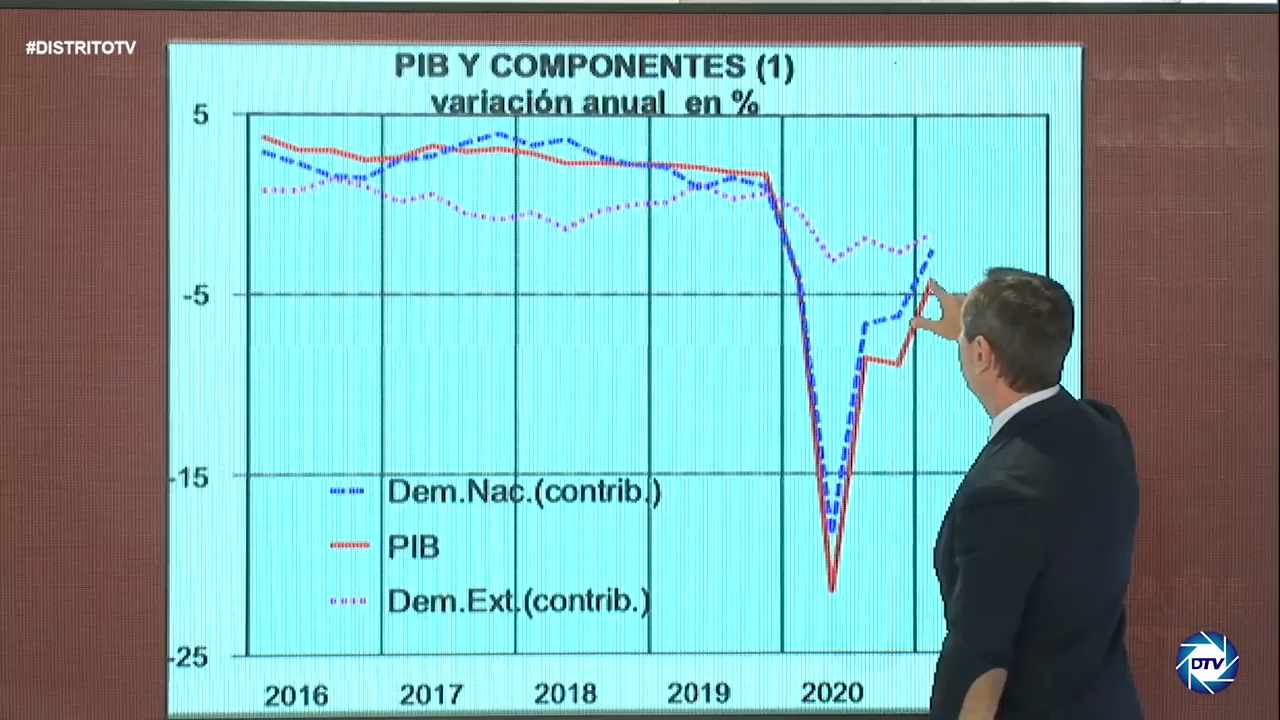 #DISTRITOTV
PIB Y COMPONENTES (1)
variación anual en %
5
-5
-15
-25
Dem.Nac.(contrib.)
PIB
Dem.Ext.(contrib.)
2016 2017 2018 2019 2020
DTV